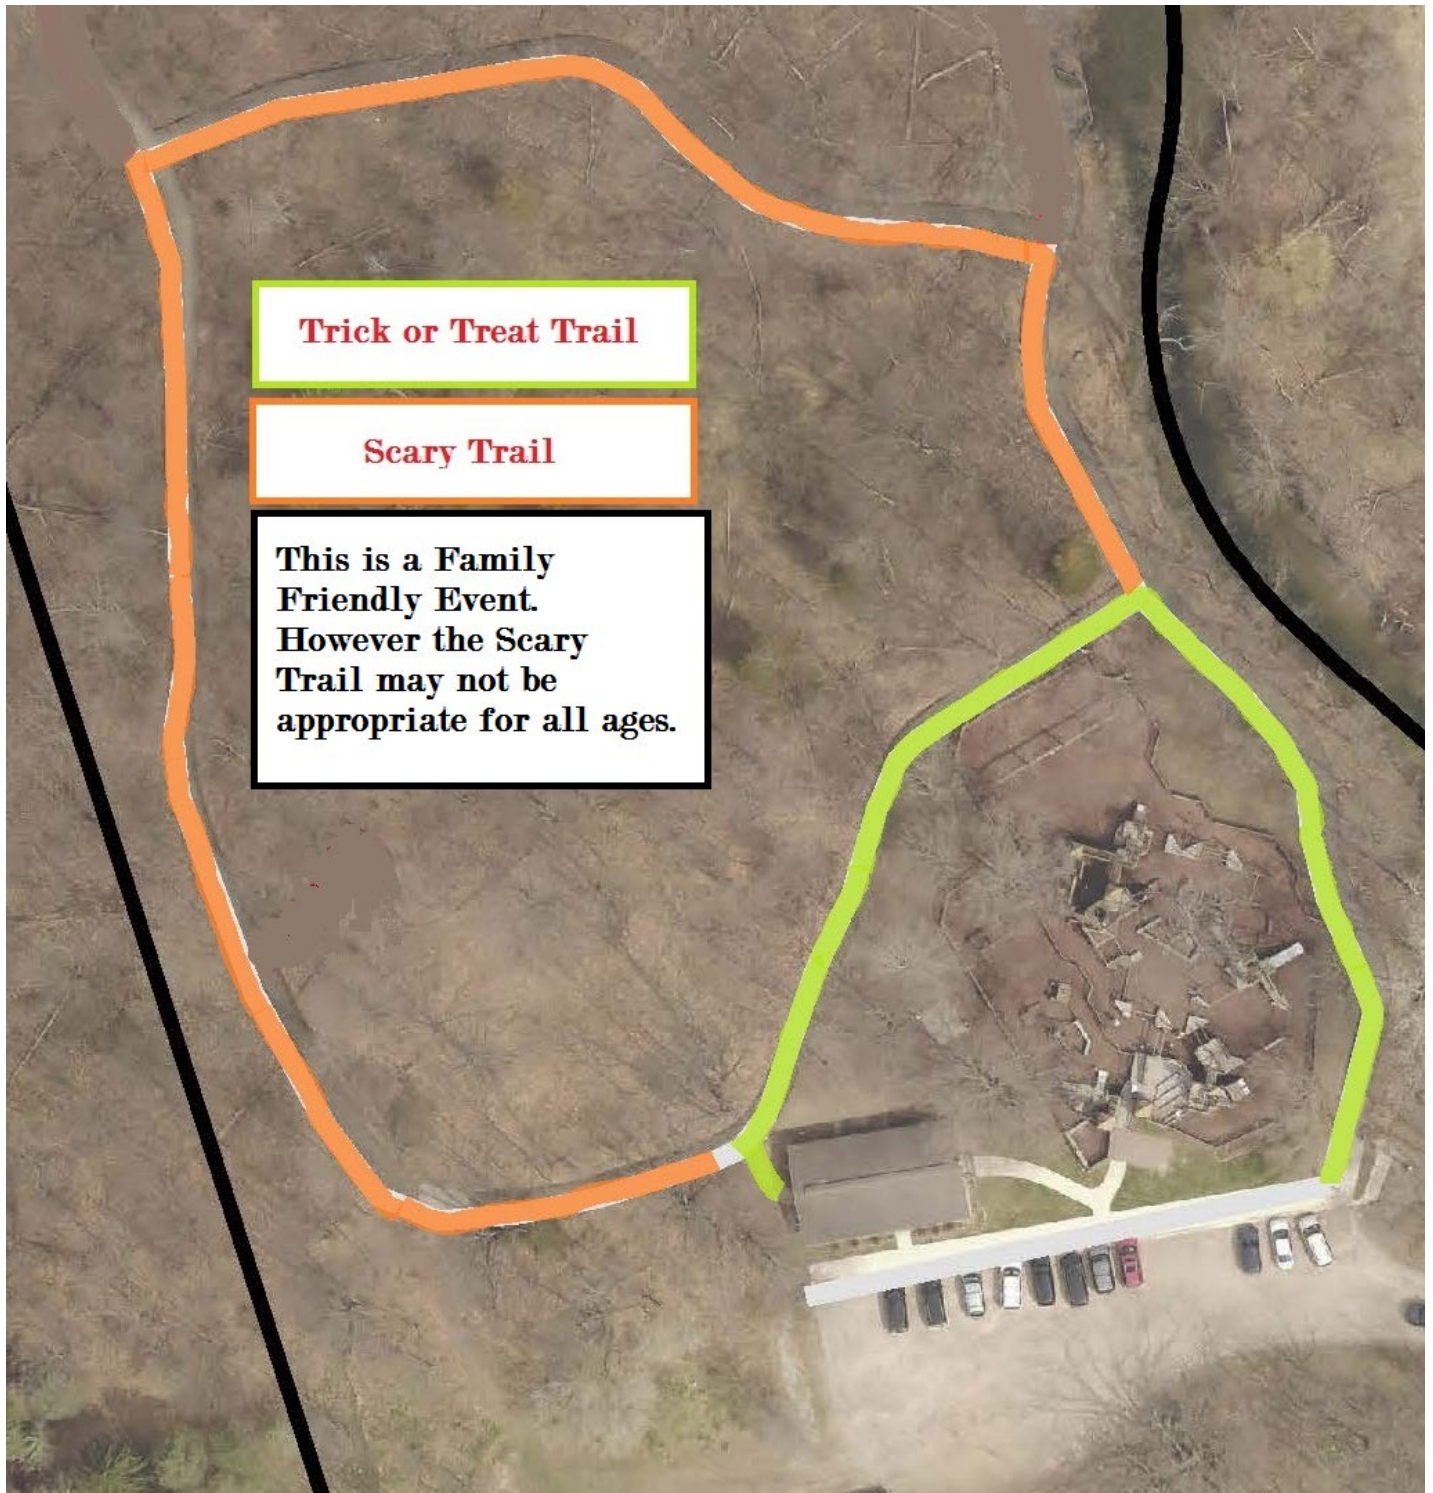 Trick or Treat Trail
Scary Trail
This is a Family
Friendly Event.
However the Scary
Trail may not be
appropriate for all ages.